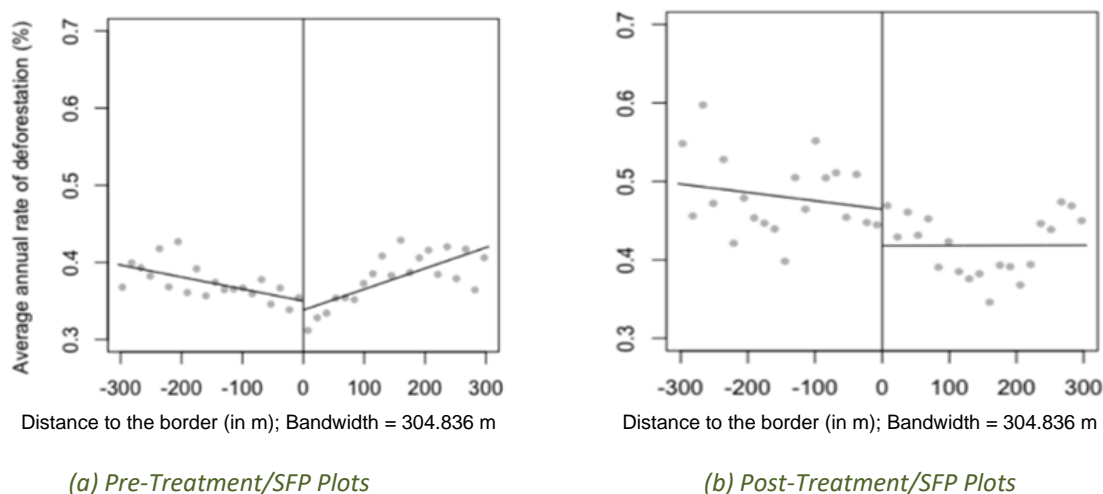 Average annual rate of deforestation (%)
0.7
0.6
0.5
0.4
0.3
-300 -200 -100 0 100 200 300
Distance to the border (in m); Bandwidth = 304.836 m
(a) Pre-Treatment/SFP Plots
0.7
0.6
0.5
0.4
0.3
-300 -200 -100 0 100 200 300
Distance to the border (in m); Bandwidth = 304.836 m
(b) Post-Treatment/SFP Plots